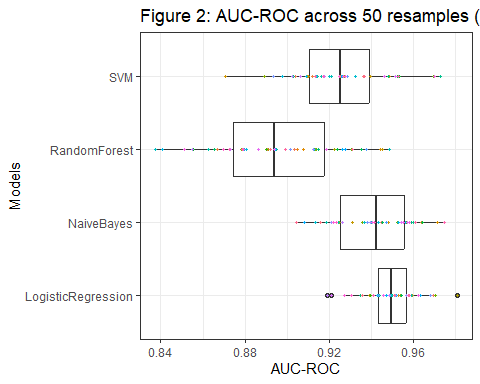 Figure 2: AUC-ROC across 50 resamples (
SVM
RandomForest
NaiveBayes
LogisticRegression
Models
0.84 0.88 0.92 0.96
AUC-ROC